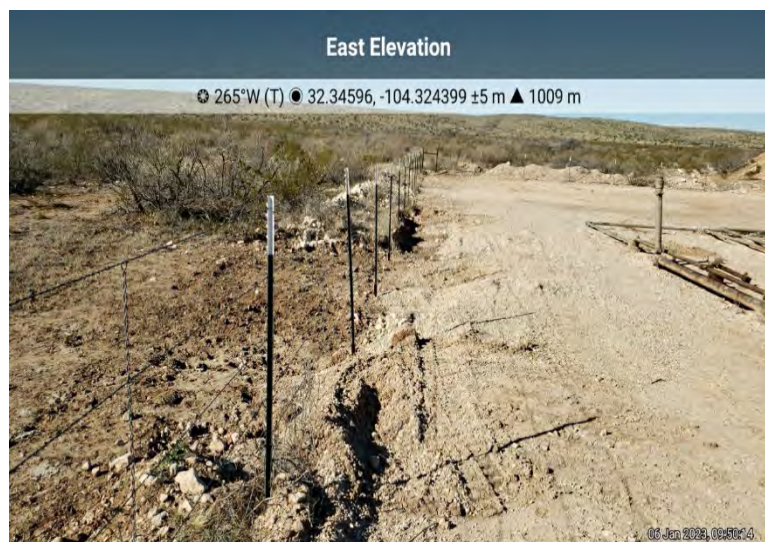 East Elevation
265°W (T) 32.34596, -104.324399 ±5 m ▲ 1009 m
06 Jan 2023, 09:50:14